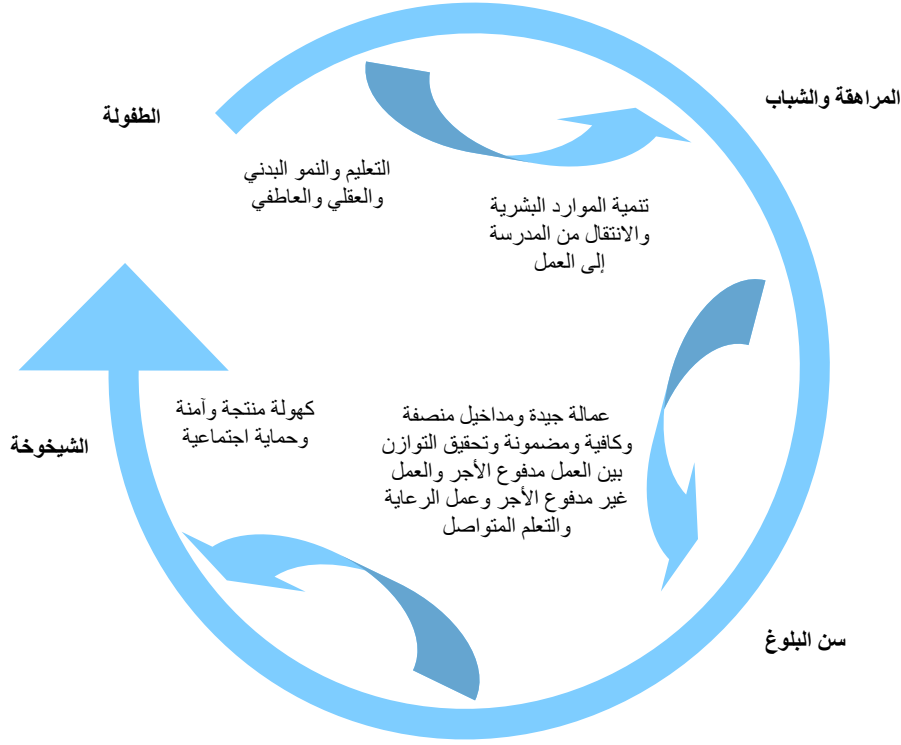 الطفولة
المراهقة والشباب
التعليم والنمو البدني
والعقلي والعاطفي
تنمية الموارد البشرية
والانتقال من المدرسة
إلى العمل
عمالة جيدة ومداخيل منصفة
وكافية ومضمونة وتحقيق التوازن
بين العمل مدفوع الأجر والعمل
غير مدفوع الأجر وعمل الرعاية
والتعلم المتواصل
سن البلوغ
كهولة منتجة وآمنة
وحماية اجتماعية
الشيخوخة